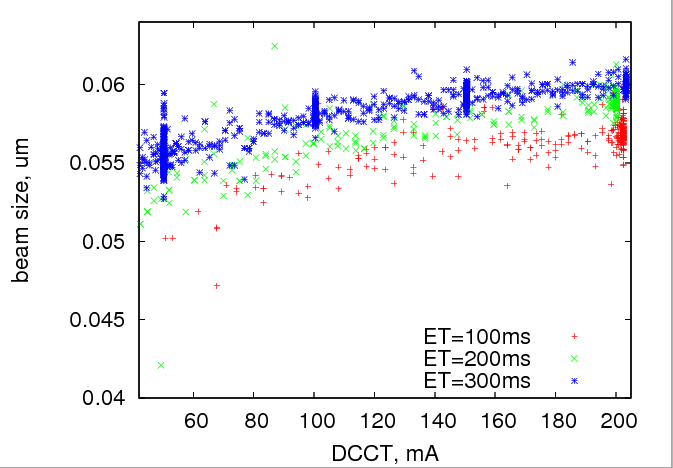 0.06
0.055
0.05
0.045
0.04
beam size, um
60 80 100 120 140 160 180 200
DCCT, mA
ET=100ms
ET=200ms
ET=300ms